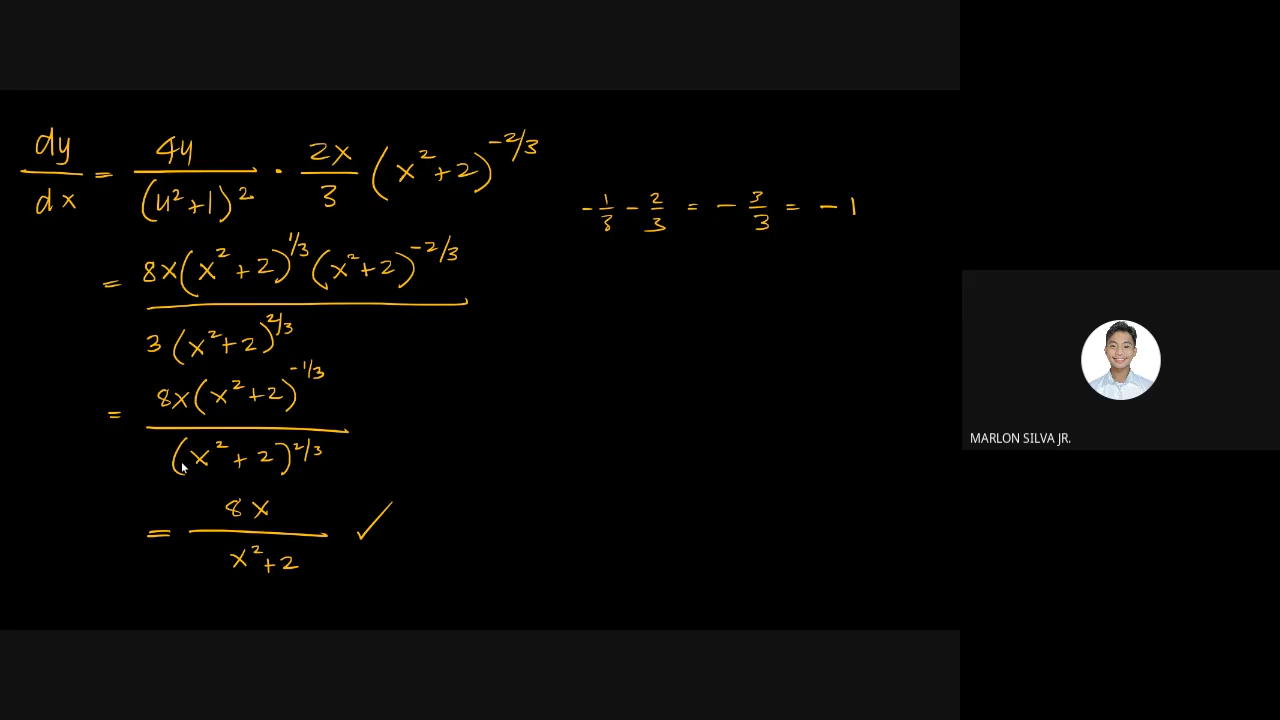 dy/dx = 4u/(u²+1)² · 2x/3 (x²+2)^(-2/3)
-1/3 - 2/3 = -3/3 = -1
= 8x(x²+2)^(1/3) (x²+2)^(-2/3) / 3(x²+2)^(2/3)
= 8x(x²+2)^(-1/3) / (x²+2)^(2/3)
= 8x / x²+2 ✓
MARLON SILVA JR.